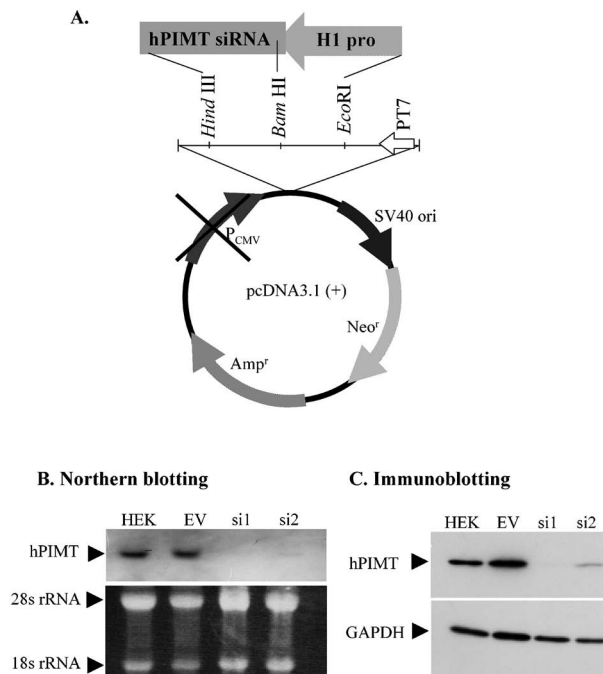 A.
hPIMT siRNA
H1 pro
Hind III
Bam HI
EcoRI
PT7
SV40 ori
PCMV
pcDNA3.1 (+)
Neor
Ampr
B. Northern blotting
HEK EV si1 si2
hPIMT
28s rRNA
18s rRNA
C. Immunoblotting
HEK EV si1 si2
hPIMT
GAPDH